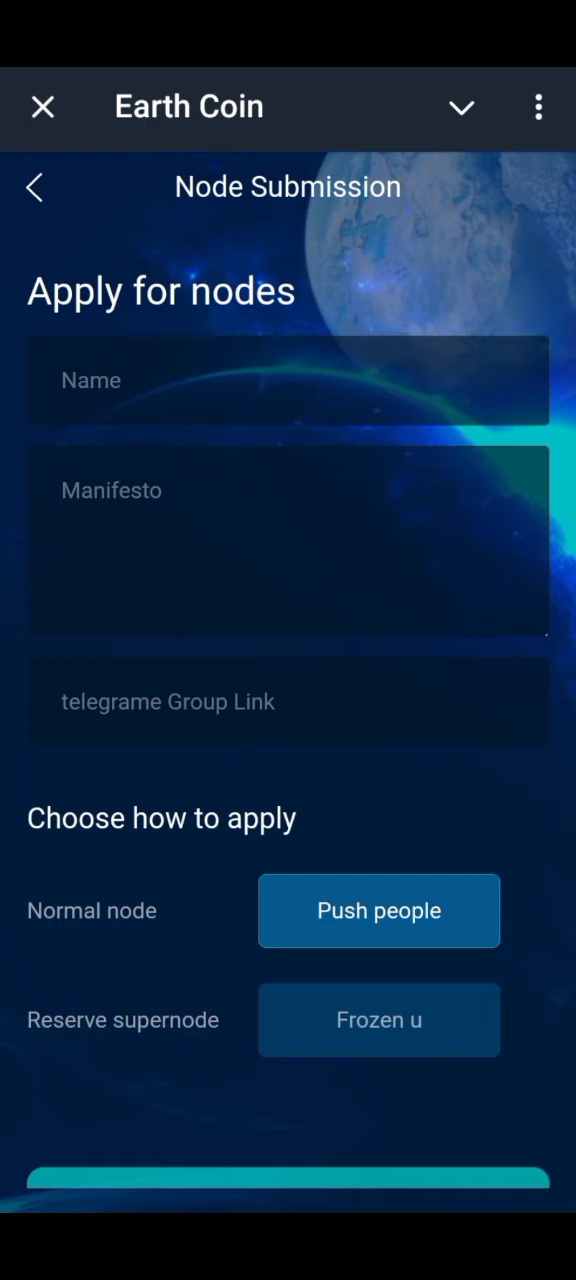 Earth Coin
Node Submission
Apply for nodes
Name
Manifesto
telegrame Group Link
Choose how to apply
Normal node
Push people
Reserve supernode
Frozen u